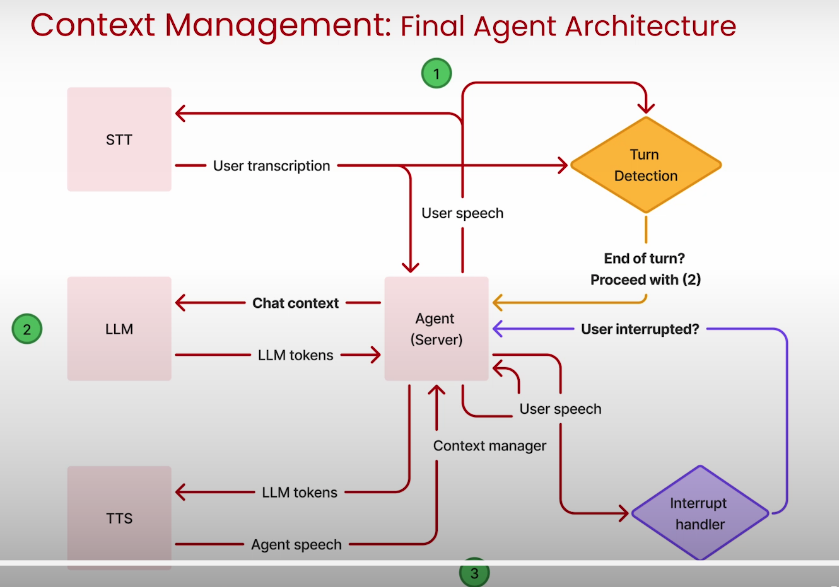 Context Management: Final Agent Architecture
1
STT
User transcription
Turn
Detection
User speech
End of turn?
Proceed with (2)
2
LLM
Chat context
LLM tokens
Agent
(Server)
User interrupted?
User speech
Context manager
TTS
LLM tokens
Agent speech
Interrupt
handler
3